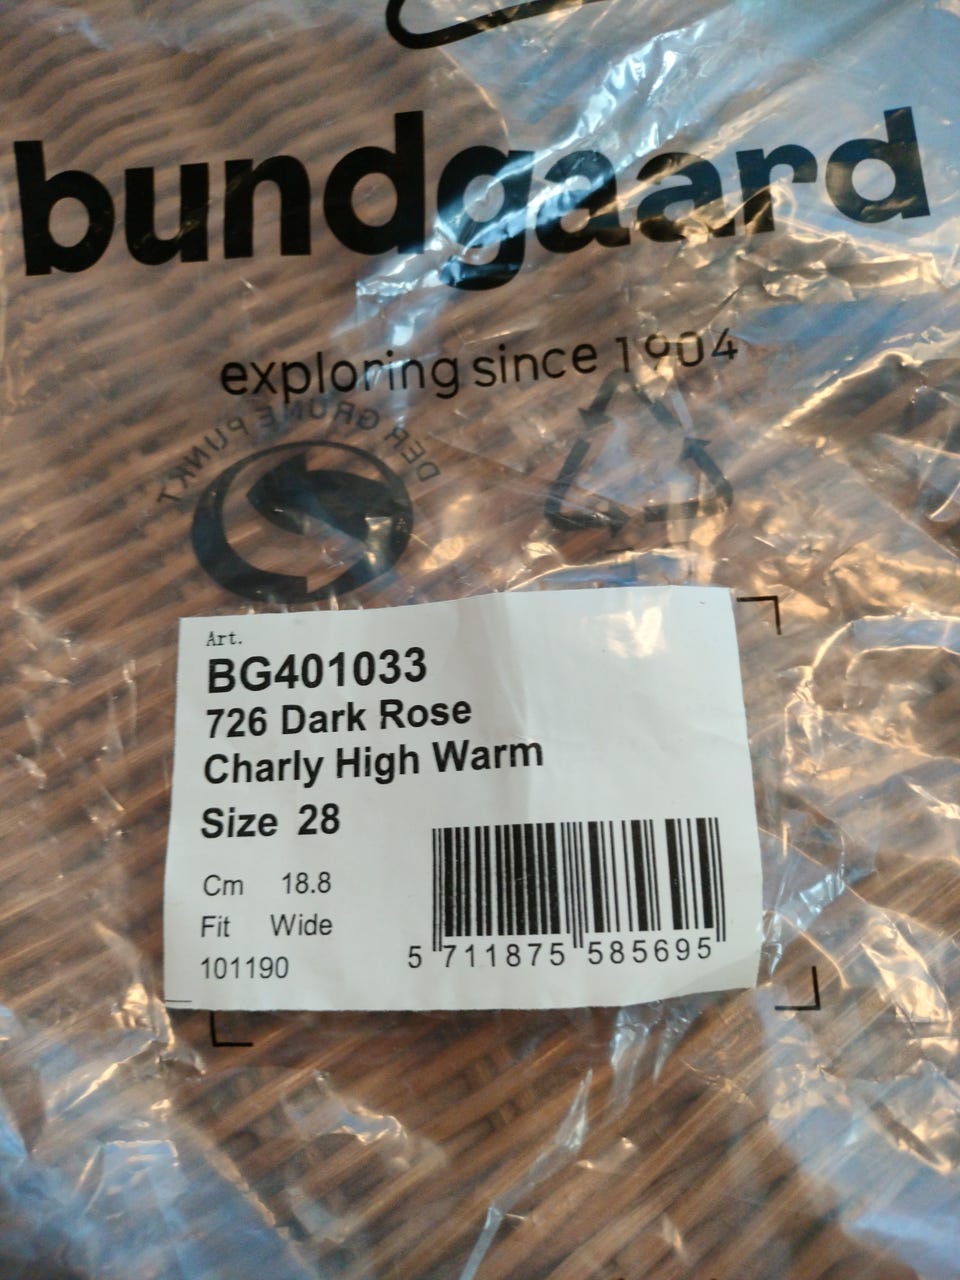 bundgaard
exploring since 1904
DER GRÜNE PUNKT
Art.
BG401033
726 Dark Rose
Charly High Warm
Size 28
Cm 18.8
Fit Wide
101190
5 711875 585695